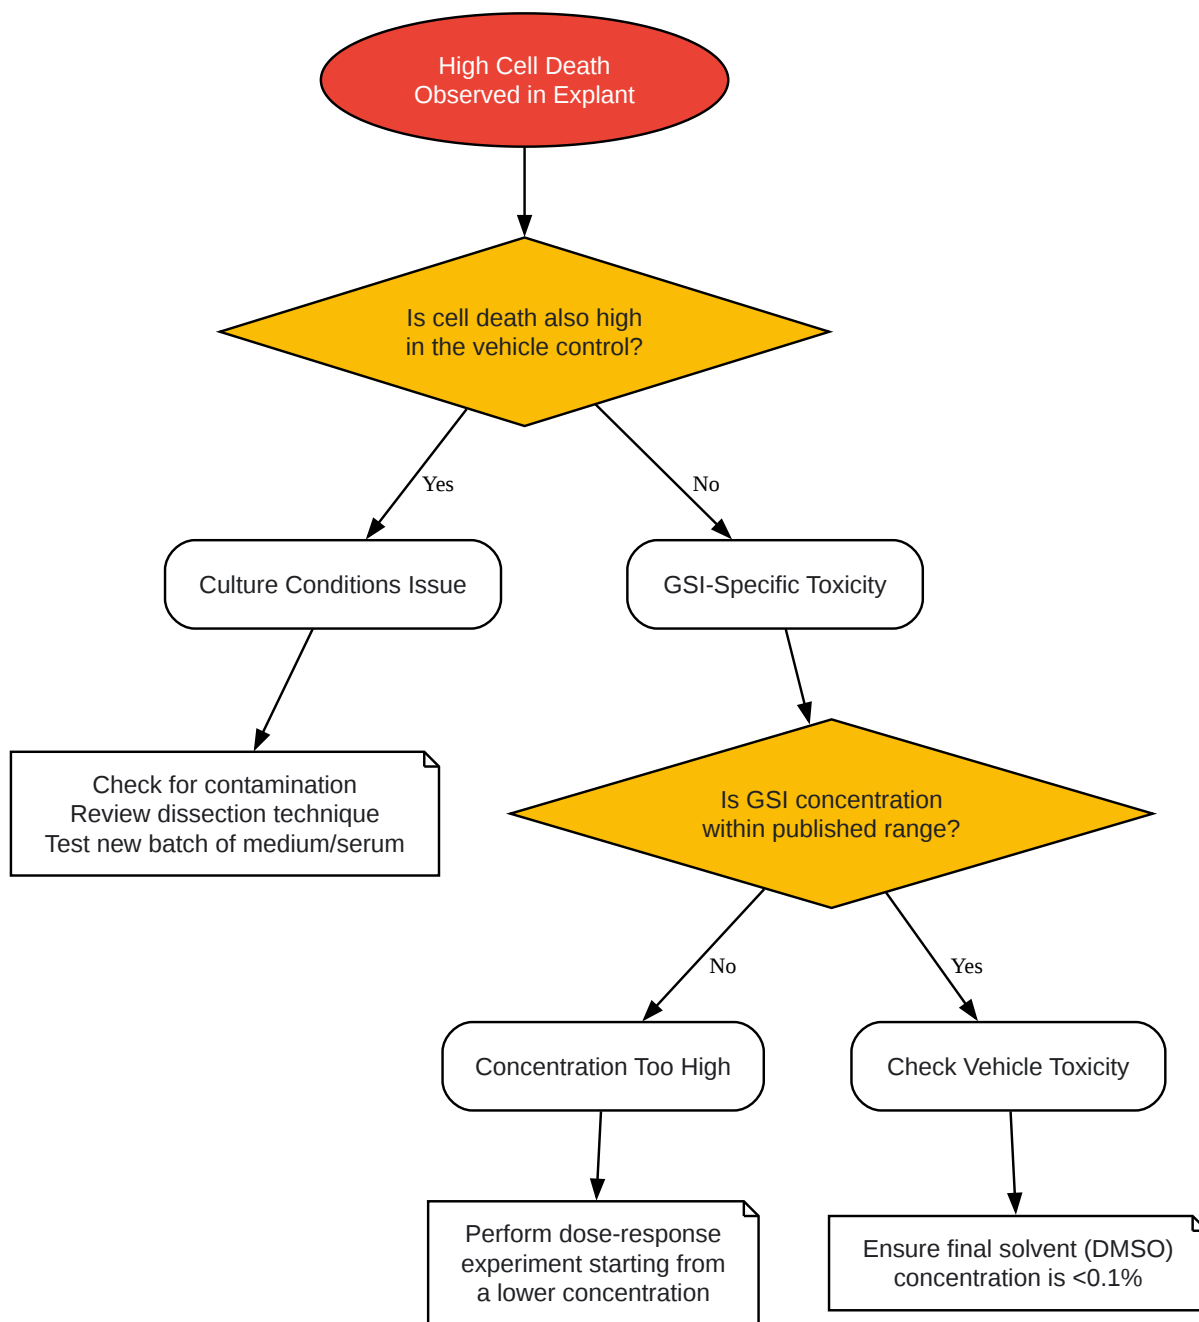 High Cell Death
Observed in Explant
Is cell death also high
in the vehicle control?
Yes
No
Culture Conditions Issue
GSI-Specific Toxicity
Check for contamination
Review dissection technique
Test new batch of medium/serum
Is GSI concentration
within published range?
No
Yes
Concentration Too High
Check Vehicle Toxicity
Perform dose-response
experiment starting from
a lower concentration
Ensure final solvent (DMSO)
concentration is <0.1%